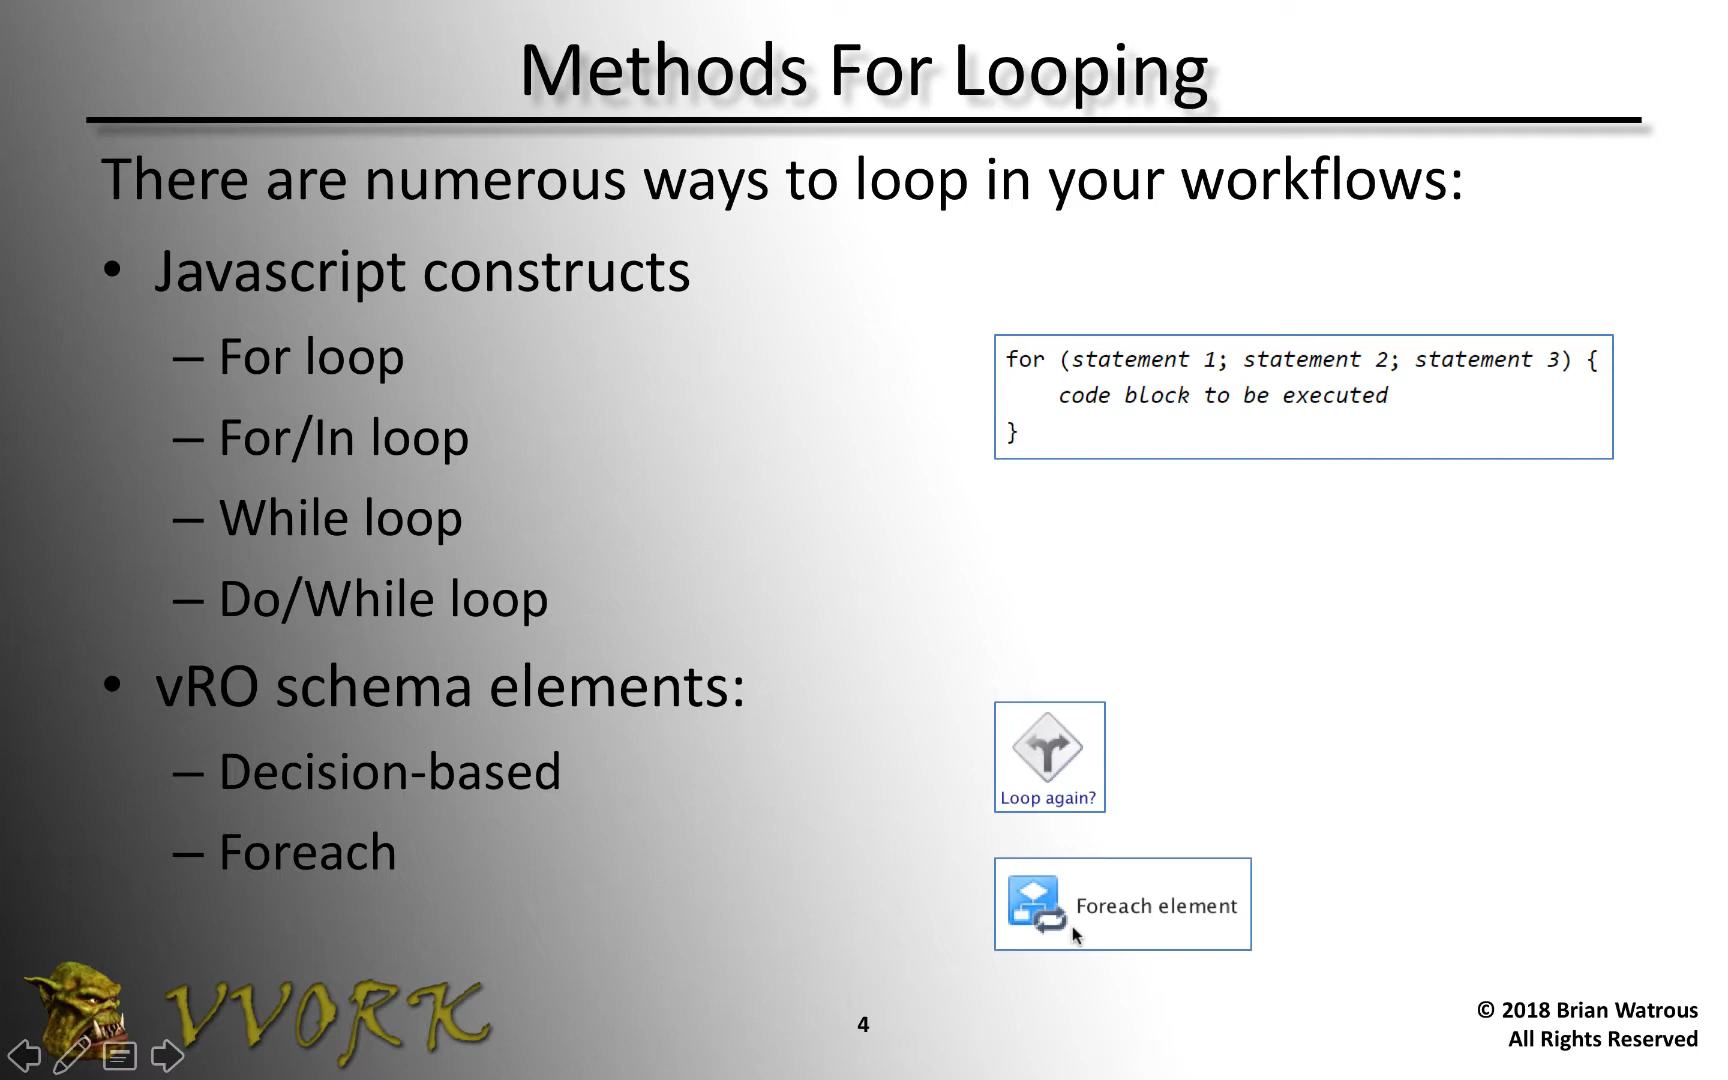 Methods For Looping
There are numerous ways to loop in your workflows:
• Javascript constructs
– For loop
– For/In loop
– While loop
– Do/While loop
for (statement 1; statement 2; statement 3) {
code block to be executed
}
• vRO schema elements:
– Decision-based
– Foreach
Loop again?
Foreach element
VVORK
4
© 2018 Brian Watrous
All Rights Reserved